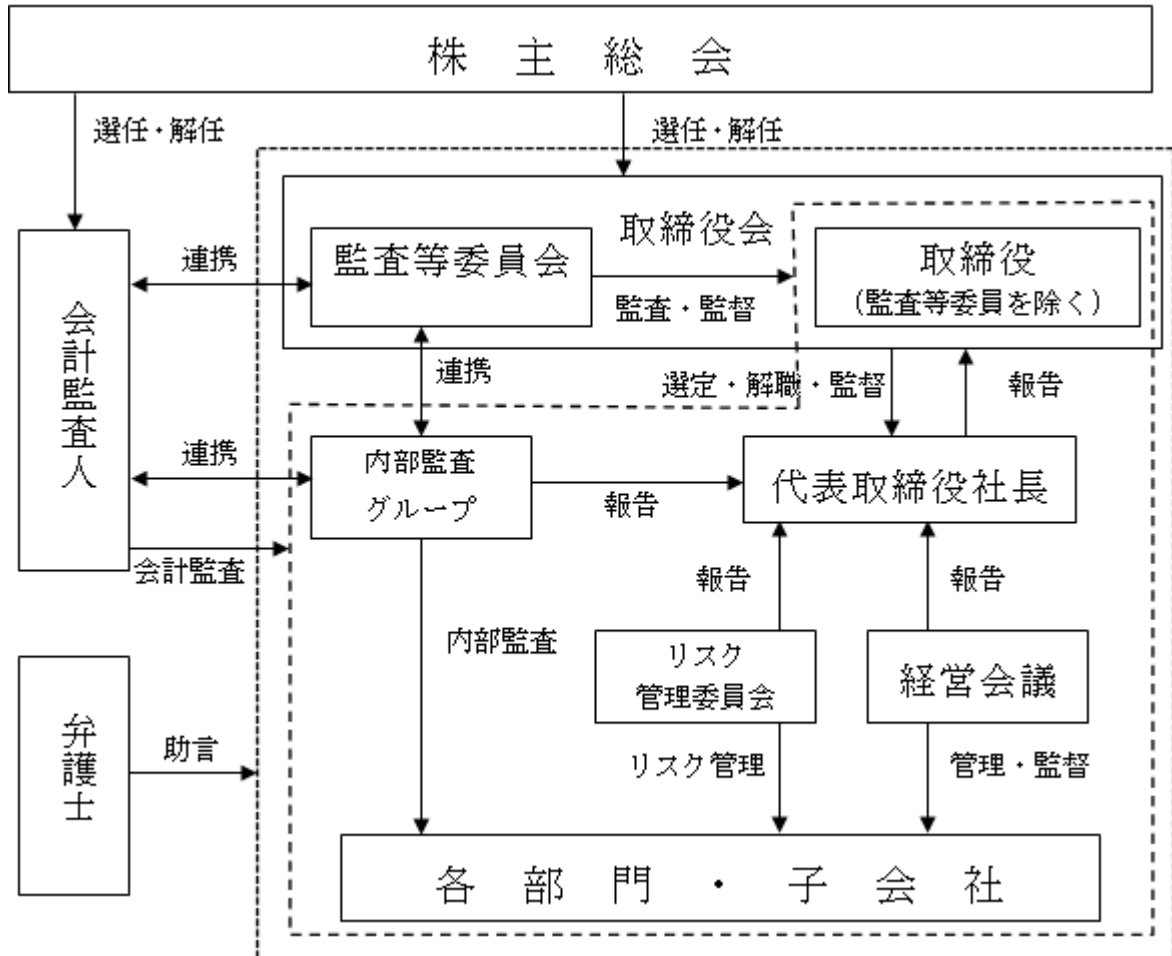 株主総会
選任・解任
選任・解任
取締役会
監査等委員会
取締役
(監査等委員を除く)
連携
監査・監督
会計監査人
連携
選定・解職・監督
報告
連携
内部監査
グループ
報告
代表取締役社長
会計監査
報告
報告
内部監査
リスク
管理委員会
経営会議
弁護士
助言
リスク管理
管理・監督
各部門・子会社